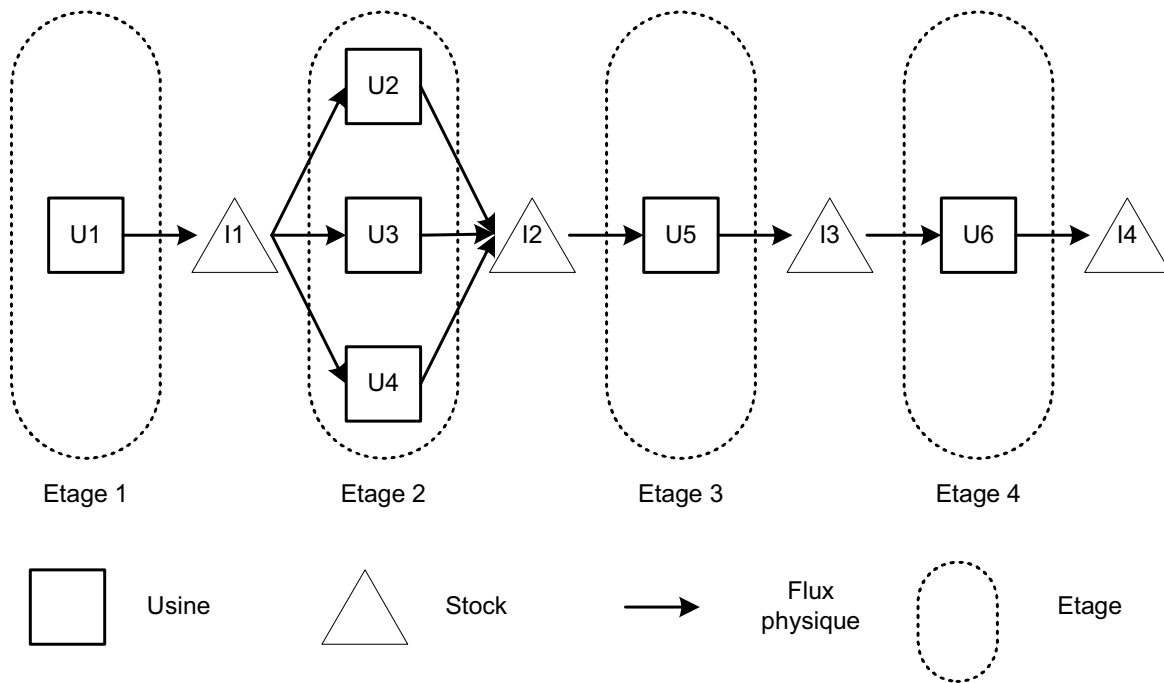 U2
U1
I1
U3
I2
U5
I3
U6
I4
U4
Etage 1
Etage 2
Etage 3
Etage 4
Usine
Stock
Flux
physique
Etage